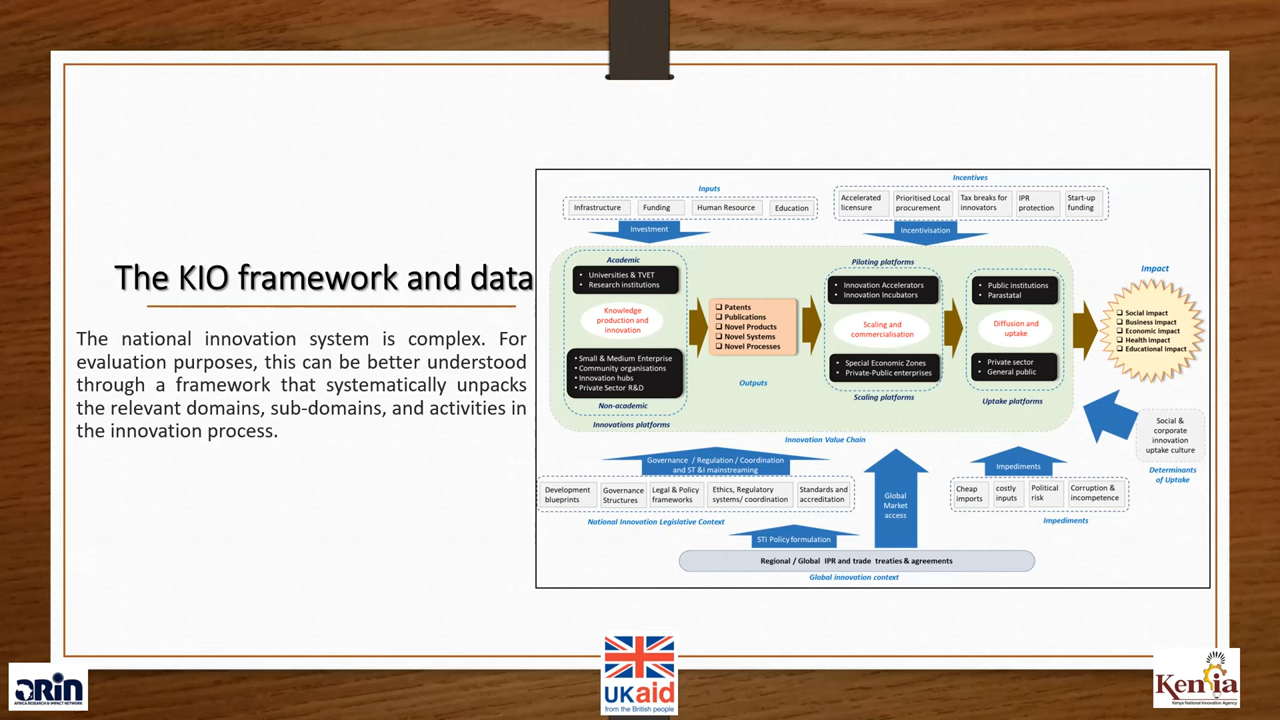 The KIO framework and data
The national innovation system is complex. For
evaluation purposes, this can be better understood
through a framework that systematically unpacks
the relevant domains, sub-domains, and activities in
the innovation process.
Inputs
Infrastructure
Funding
Human Resource
Education
Investment
Incentives
Accelerated
licensure
Prioritised Local
procurement
Tax breaks for
innovators
IPR
protection
Start-up
funding
Incentivisation
Academic
• Universities & TVET
• Research institutions
Knowledge
production and
innovation
• Small & Medium Enterprise
• Community organisations
• Innovation hubs
• Private Sector R&D
Non-academic
Innovations platforms
❑ Patents
❑ Publications
❑ Novel Products
❑ Novel Systems
❑ Novel Processes
Outputs
Piloting platforms
• Innovation Accelerators
• Innovation Incubators
Scaling and
commercialisation
• Special Economic Zones
• Private-Public enterprises
Scaling platforms
• Public institutions
• Parastatal
Diffusion and
uptake
• Private sector
• General public
Uptake platforms
Impact
❑ Social impact
❑ Business impact
❑ Economic impact
❑ Health impact
❑ Educational impact
Innovation Value Chain
Social &
corporate
innovation
uptake culture
Determinants
of Uptake
Governance / Regulation / Coordination
and ST &I mainstreaming
Development
blueprints
Governance
Structures
Legal & Policy
frameworks
Ethics, Regulatory
systems/ coordination
Standards and
accreditation
National Innovation Legislative Context
Global
Market
access
Impediments
Cheap
imports
costly
inputs
Political
risk
Corruption &
incompetence
Impediments
STI Policy formulation
Regional / Global IPR and trade treaties & agreements
Global innovation context
ORIN
AFRICA RESEARCH & IMPACT NETWORK
UKaid
from the British people
Kenia
Kenya National Innovation Agency